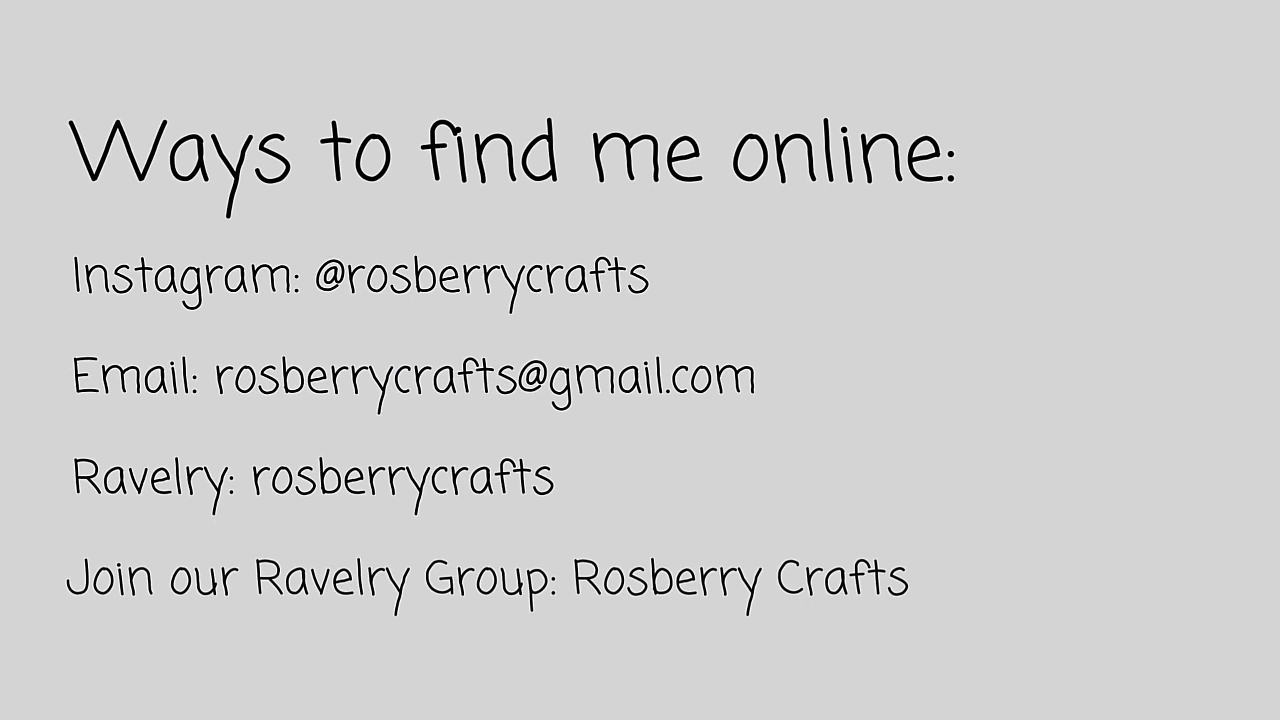 Ways to find me online:
Instagram: @rosberrycrafts
Email: rosberrycrafts@gmail.com
Ravelry: rosberrycrafts
Join our Ravelry Group: Rosberry Crafts